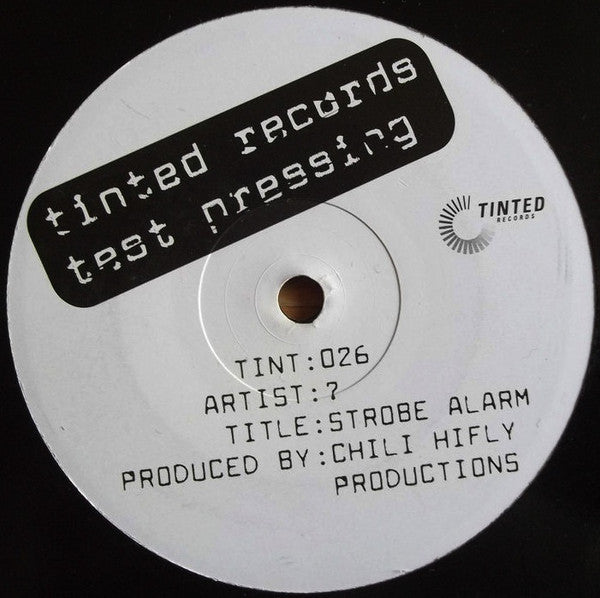 tinted records
test pressing
TINTED
RECORDS
TINT:026
ARTIST:?
TITLE:STROBE ALARM
PRODUCED BY:CHILI HIFLY
PRODUCTIONS